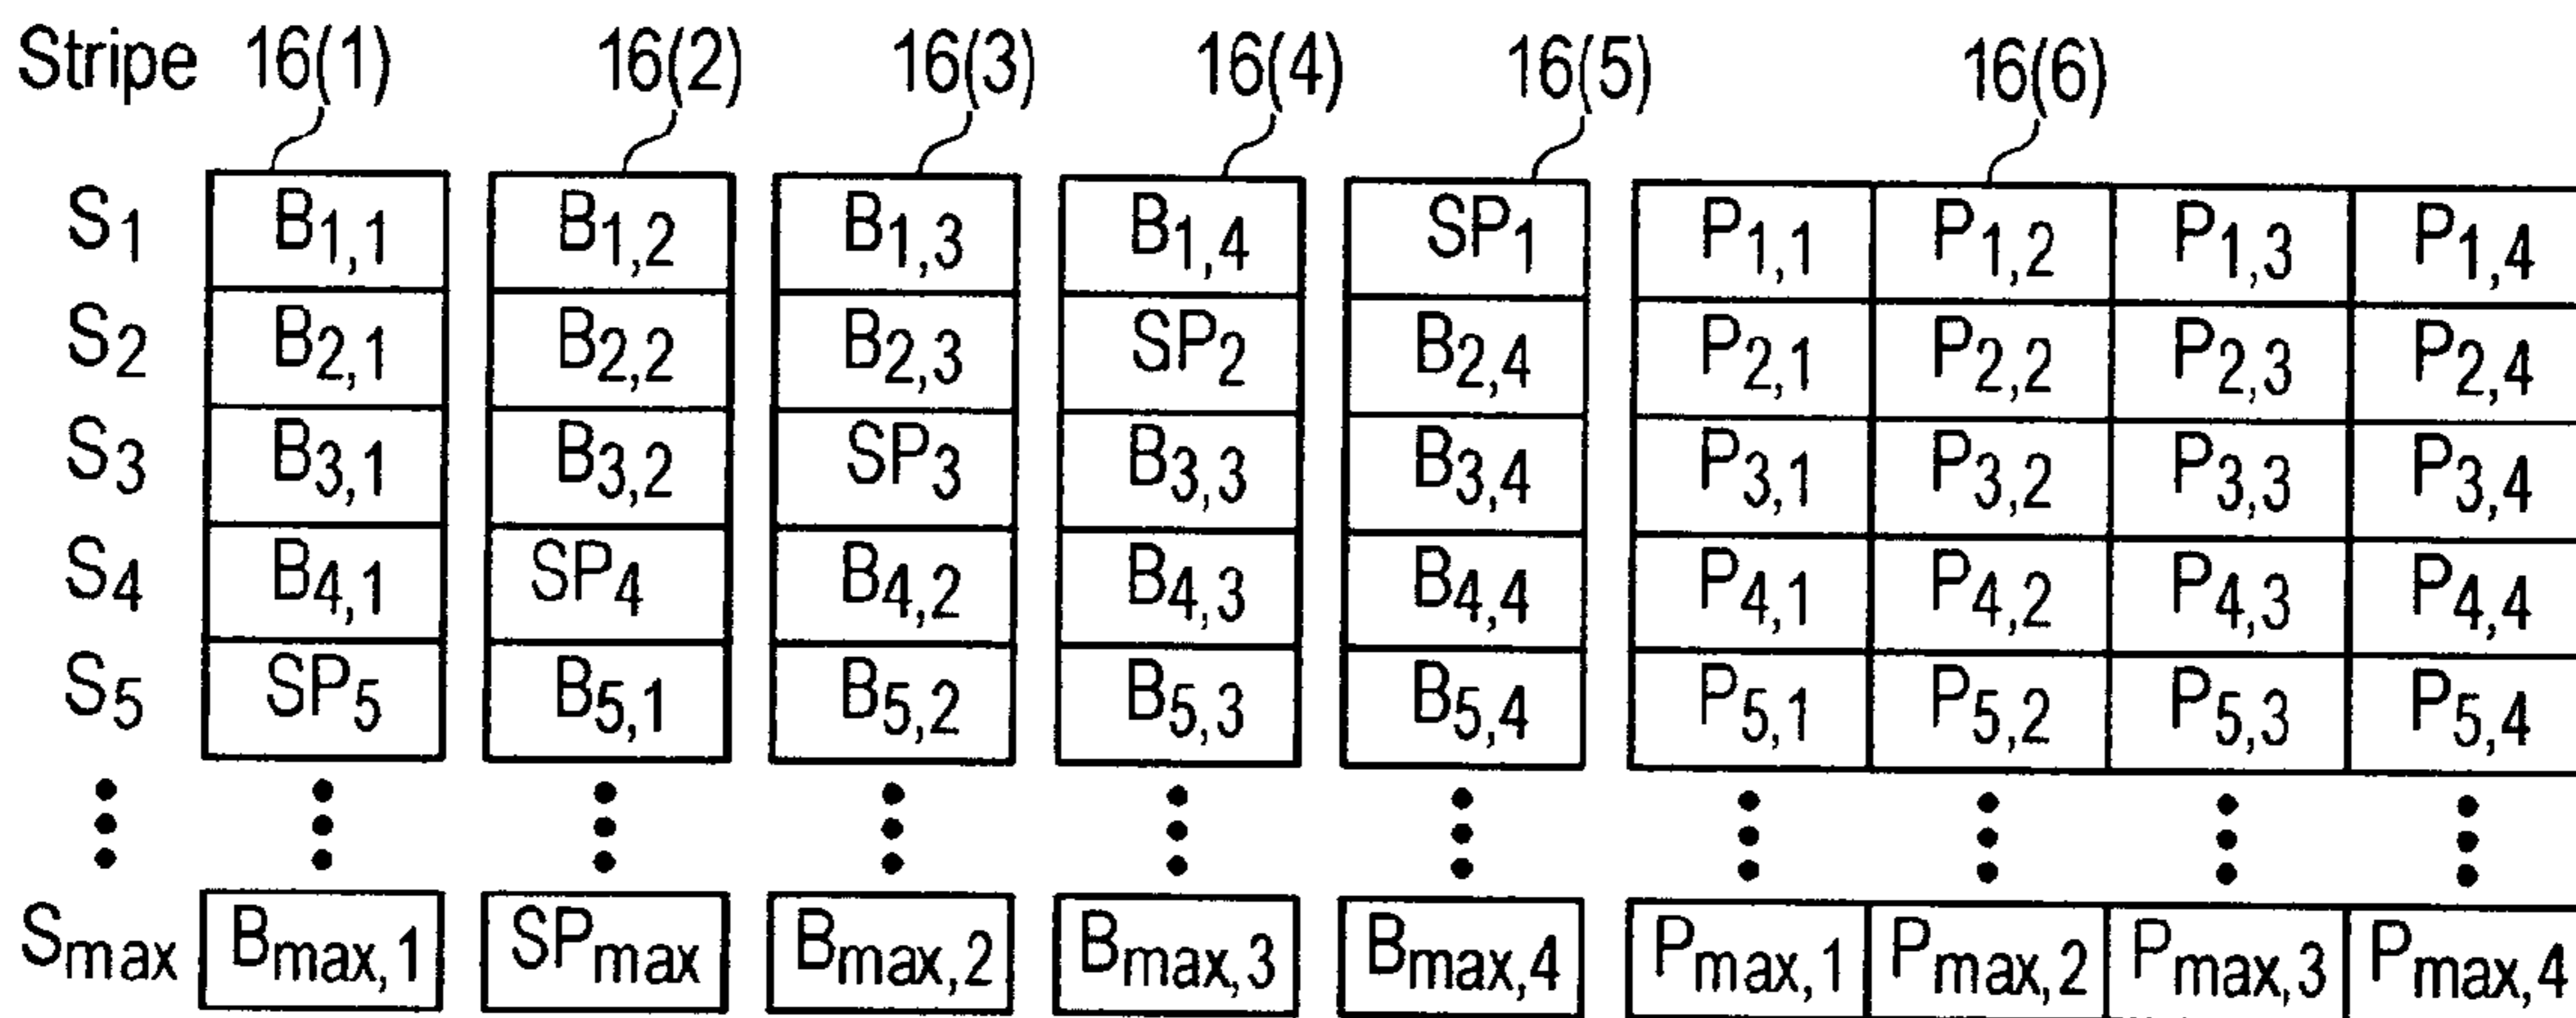 Stripe 16(1) 16(2) 16(3) 16(4) 16(5) 16(6)
S1 B1,1 B1,2 B1,3 B1,4 SP1 P1,1 P1,2 P1,3 P1,4
S2 B2,1 B2,2 B2,3 SP2 B2,4 P2,1 P2,2 P2,3 P2,4
S3 B3,1 B3,2 SP3 B3,3 B3,4 P3,1 P3,2 P3,3 P3,4
S4 B4,1 SP4 B4,2 B4,3 B4,4 P4,1 P4,2 P4,3 P4,4
S5 SP5 B5,1 B5,2 B5,3 B5,4 P5,1 P5,2 P5,3 P5,4
Smax Bmax,1 SPmax Bmax,2 Bmax,3 Bmax,4 Pmax,1 Pmax,2 Pmax,3 Pmax,4